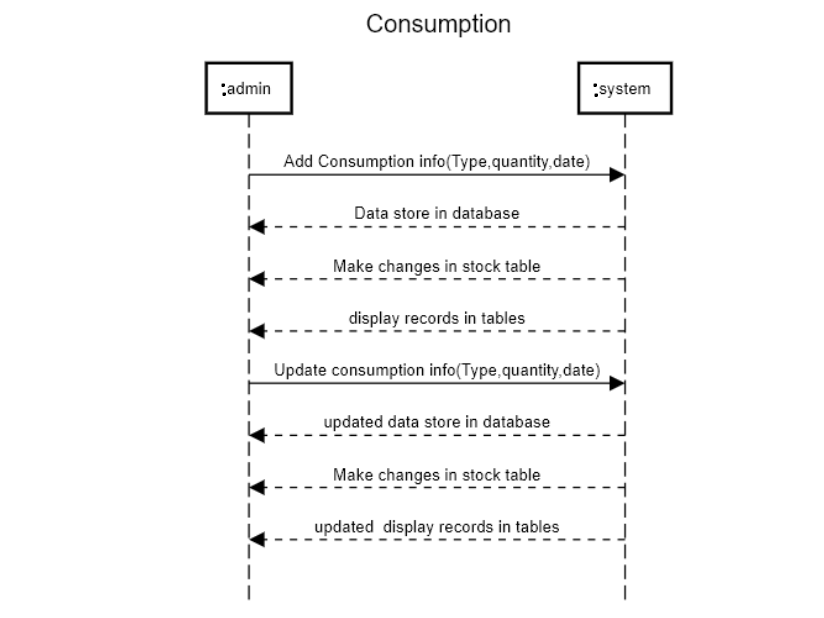 Consumption
:admin
:system
Add Consumption info(Type,quantity,date)
Data store in database
Make changes in stock table
display records in tables
Update consumption info(Type,quantity,date)
updated data store in database
Make changes in stock table
updated  display records in tables